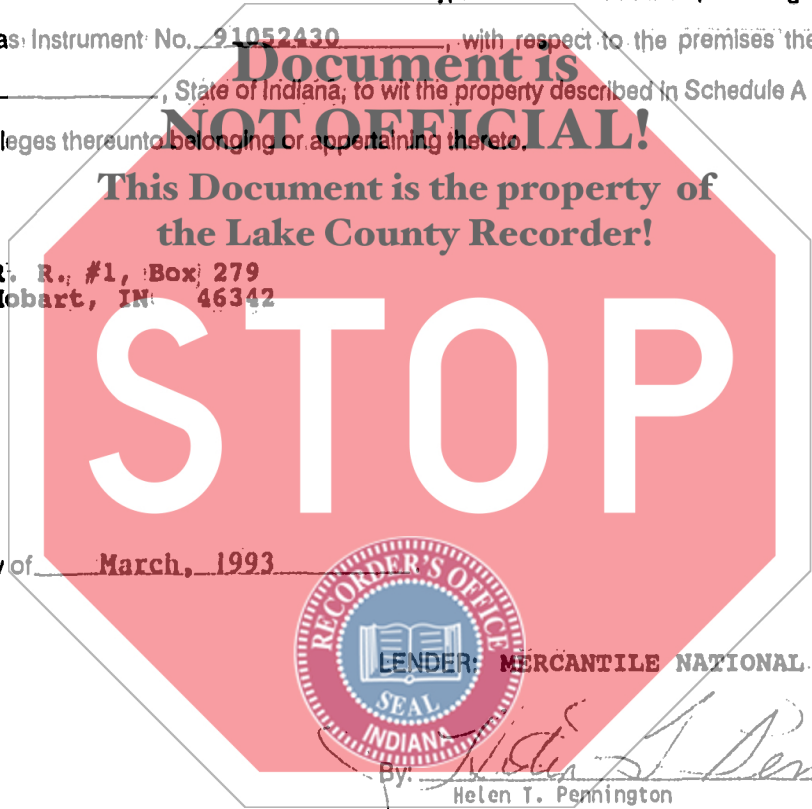 as Instrument No. 91052430, with respect to the premises the
Document is
, State of Indiana, to wit the property described in Schedule A
NOT OFFICIAL!
leges thereunto belonging or appertaining thereto.
This Document is the property of
the Lake County Recorder!
R. R. #1, Box 279
Hobart, IN 46342
STOP
of March, 1993
RECORDER'S OFFICE
SEAL
INDIANA
LENDER: MERCANTILE NATIONAL
By:
Helen T. Pennington